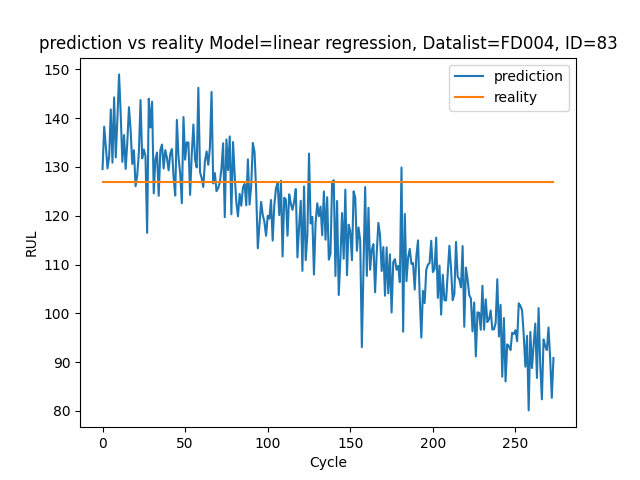 prediction vs reality Model=linear regression, Datalist=FD004, ID=83
prediction
reality
RUL
150
140
130
120
110
100
90
80
0
50
100
150
200
250
Cycle